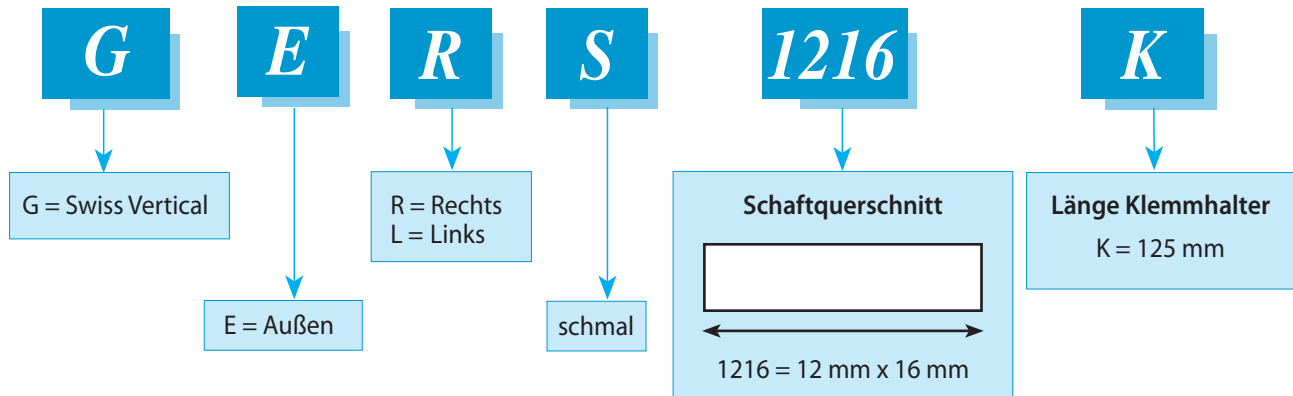 G E R S 1216 K
G = Swiss Vertical
E = Außen
R = Rechts
L = Links
schmal
Schaftquerschnitt
1216 = 12 mm x 16 mm
Länge Klemmhalter
K = 125 mm